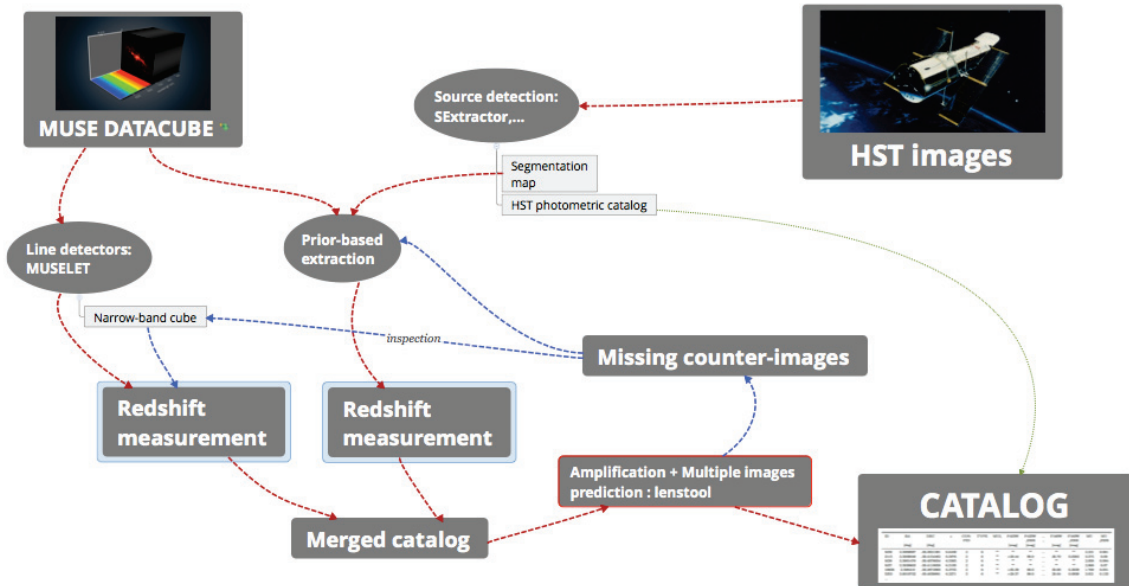 MUSE DATACUBE
HST images
Source detection:
SExtractor,...
Segmentation
map
HST photometric catalog
Line detectors:
MUSELET
Prior-based
extraction
Narrow-band cube
inspection
Missing counter-images
Redshift
measurement
Redshift
measurement
Amplification + Multiple images
prediction : lenstool
Merged catalog
CATALOG